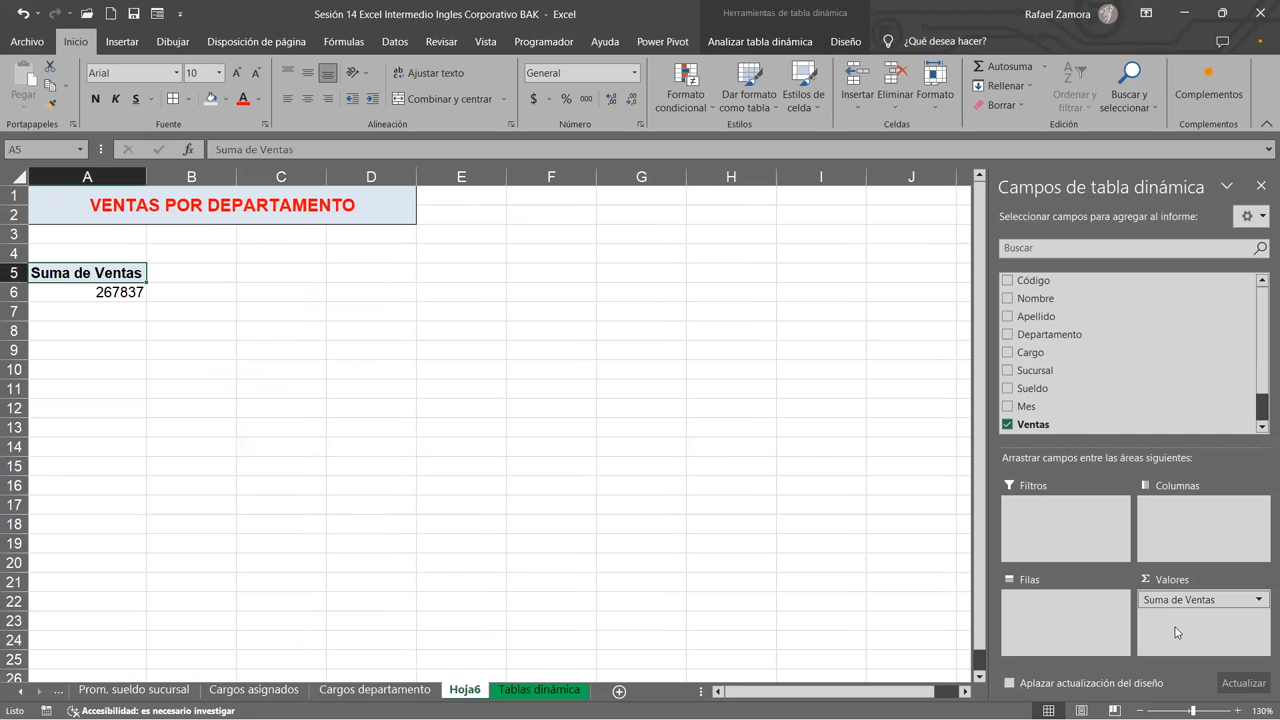 Sesión 14 Excel Intermedio Ingles Corporativo BAK - Excel
Herramientas de tabla dinámica
Rafael Zamora
Archivo Inicio Insertar Dibujar Disposición de página Fórmulas Datos Revisar Vista Programador Ayuda Power Pivot Analizar tabla dinámica Diseño ¿Qué desea hacer?
Pegar
Portapapeles
Arial 10
N K S
Fuente
Ajustar texto
Combinar y centrar
Alineación
General
$ % 000
Número
Formato condicional
Dar formato como tabla
Estilos de celda
Estilos
Insertar Eliminar Formato
Celdas
Autosuma
Rellenar
Borrar
Ordenar y filtrar
Buscar y seleccionar
Edición
Complementos
Complementos
A5 fx Suma de Ventas
A B C D E F G H I J
1
2
VENTAS POR DEPARTAMENTO
3
4
5 Suma de Ventas
6 267837
7
8
9
10
11
12
13
14
15
16
17
18
19
20
21
22
23
24
25
26
Campos de tabla dinámica
Seleccionar campos para agregar al informe:
Buscar
Código
Nombre
Apellido
Departamento
Cargo
Sucursal
Sueldo
Mes
Ventas
Arrastrar campos entre las áreas siguientes:
Filtros
Columnas
Filas
Σ Valores
Suma de Ventas
Aplazar actualización del diseño
Actualizar
... Prom. sueldo sucursal Cargos asignados Cargos departamento Hoja6 Tablas dinámica
Listo Accesibilidad: es necesario investigar 130%